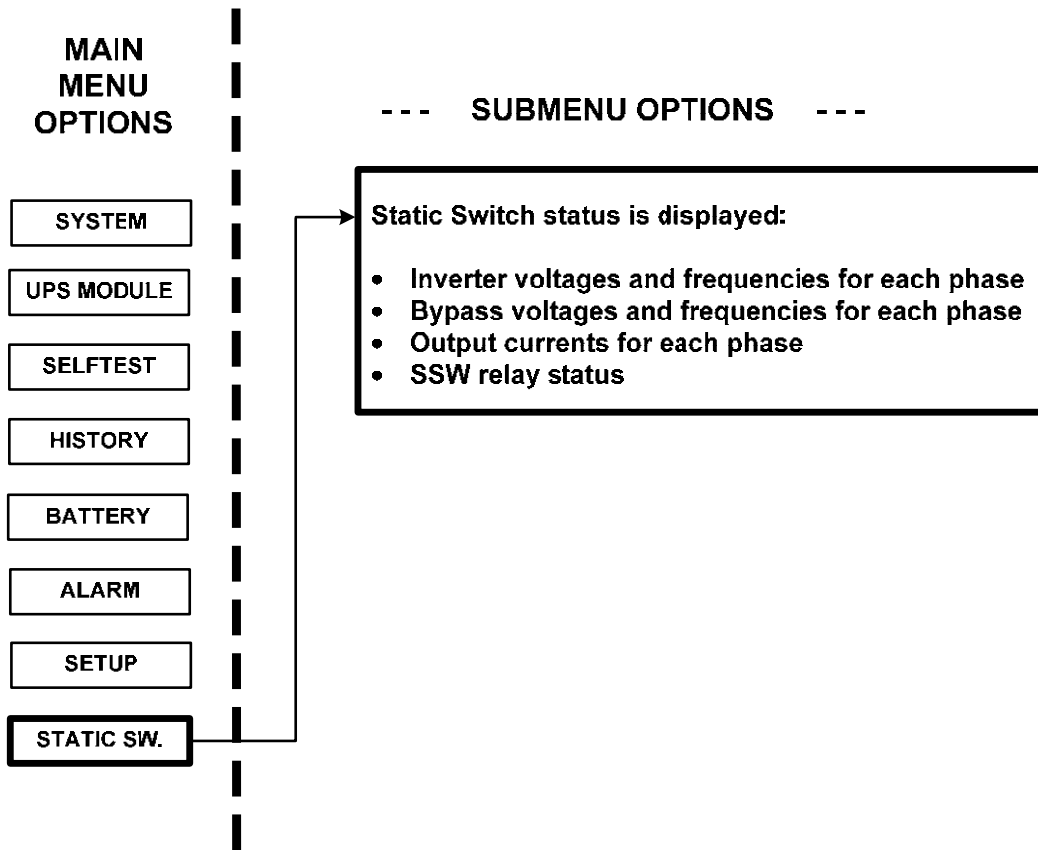 MAIN
MENU
OPTIONS
- - - SUBMENU OPTIONS - - -
SYSTEM
UPS MODULE
SELFTEST
HISTORY
BATTERY
ALARM
SETUP
STATIC SW.
Static Switch status is displayed:
• Inverter voltages and frequencies for each phase
• Bypass voltages and frequencies for each phase
• Output currents for each phase
• SSW relay status